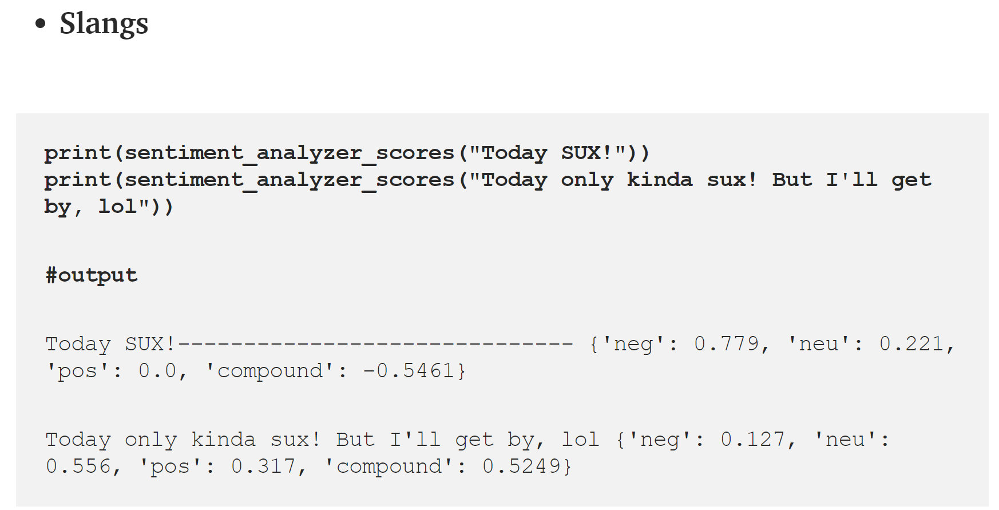 • Slangs
print(sentiment_analyzer_scores("Today SUX!"))
print(sentiment_analyzer_scores("Today only kinda sux! But I'll get
by, lol"))
#output
Today SUX!------------------------------ {'neg': 0.779, 'neu': 0.221,
'pos': 0.0, 'compound': -0.5461}
Today only kinda sux! But I'll get by, lol {'neg': 0.127, 'neu':
0.556, 'pos': 0.317, 'compound': 0.5249}